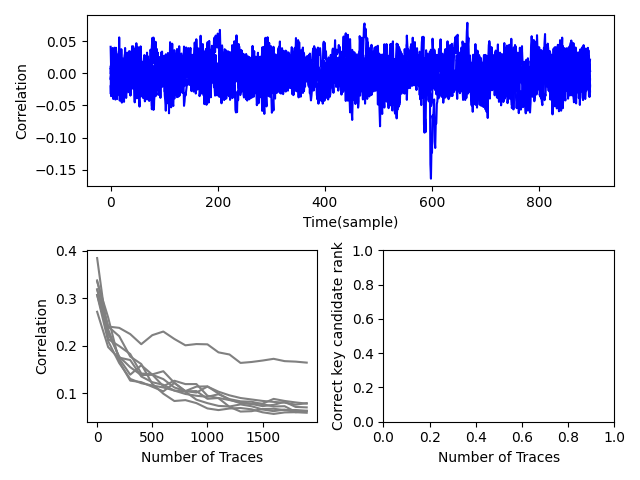 0.05
0.00
−0.05
−0.10
−0.15
Correlation
0 200 400 600 800
Time(sample)
0.4
0.3
0.2
0.1
Correlation
0 500 1000 1500
Number of Traces
1.0
0.8
0.6
0.4
0.2
0.0
Correct key candidate rank
0.0 0.2 0.4 0.6 0.8 1.0
Number of Traces